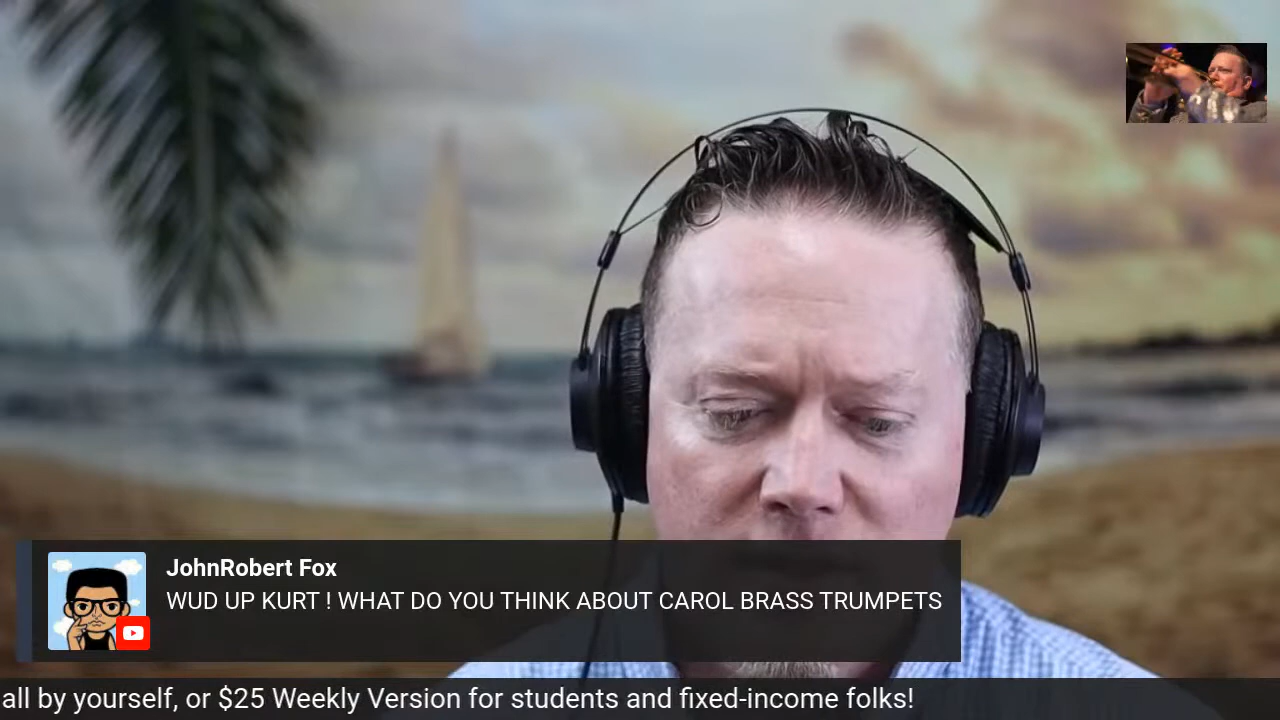 JohnRobert Fox
WUD UP KURT ! WHAT DO YOU THINK ABOUT CAROL BRASS TRUMPETS
all by yourself, or $25 Weekly Version for students and fixed-income folks!